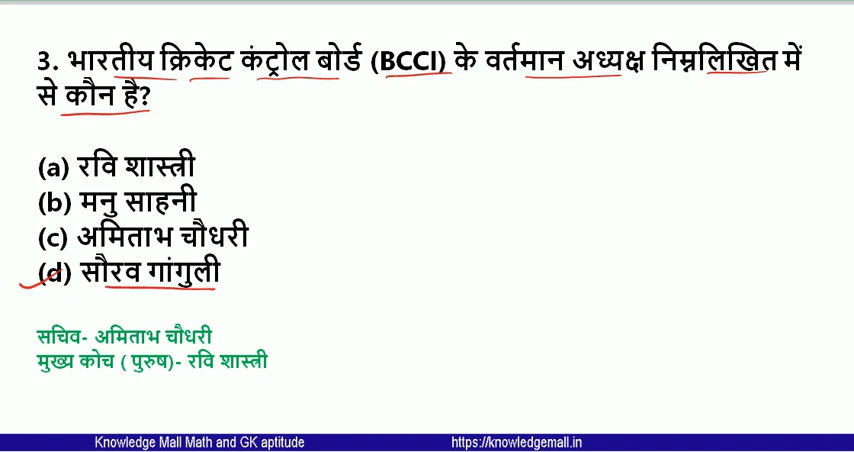 3. भारतीय क्रिकेट कंट्रोल बोर्ड (BCCI) के वर्तमान अध्यक्ष निम्नलिखित में
से कौन है?
(a) रवि शास्त्री
(b) मनु साहनी
(c) अमिताभ चौधरी
(d) सौरव गांगुली
सचिव- अमिताभ चौधरी
मुख्य कोच ( पुरुष)- रवि शास्त्री
Knowledge Mall Math and GK aptitude https://knowledgemall.in